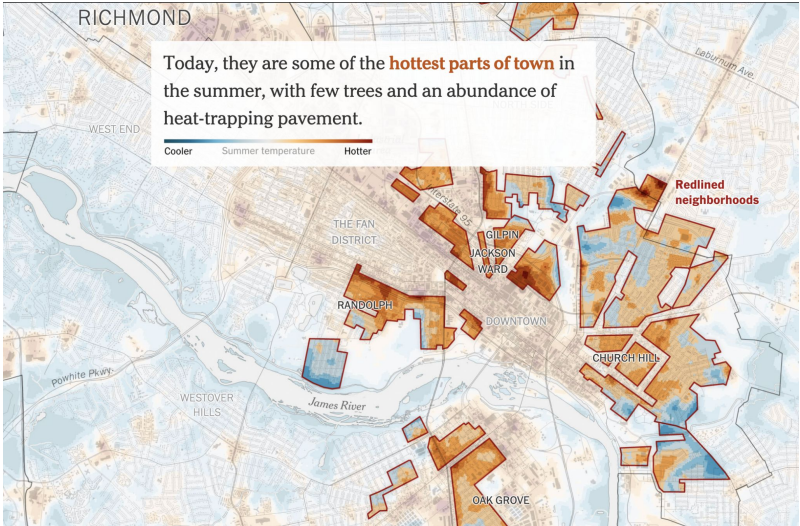 RICHMOND
Laburnum Ave.
Today, they are some of the hottest parts of town in
the summer, with few trees and an abundance of
heat-trapping pavement.
Cooler Summer temperature Hotter
WEST END
Redlined
neighborhoods
Interstate 95
THE FAN
DISTRICT
GILPIN
JACKSON
WARD
RANDOLPH
DOWNTOWN
CHURCH HILL
Powhite Pkwy.
WESTOVER
HILLS
James River
OAK GROVE